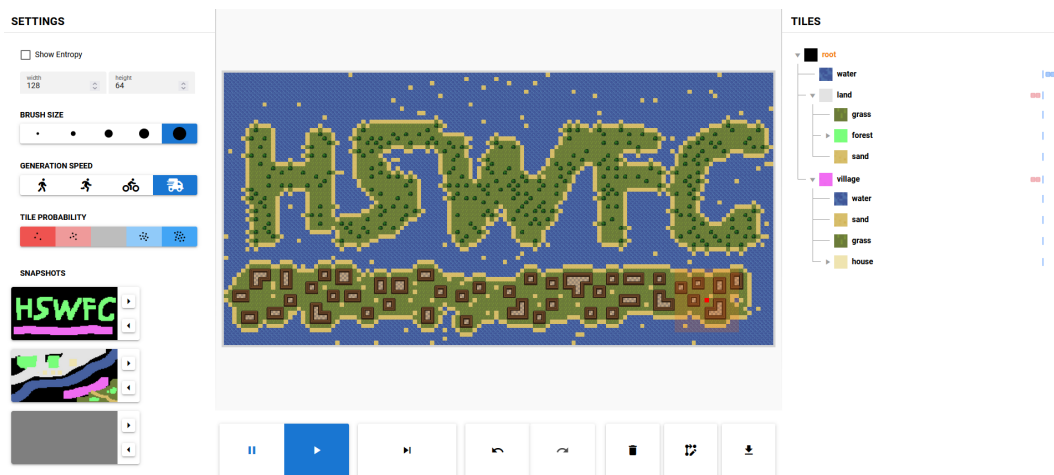 SETTINGS
Show Entropy
width
128
height
64
BRUSH SIZE
GENERATION SPEED
TILE PROBABILITY
SNAPSHOTS
HSWFC
HSWFC
TILES
root
water
land
grass
forest
sand
village
water
sand
grass
house